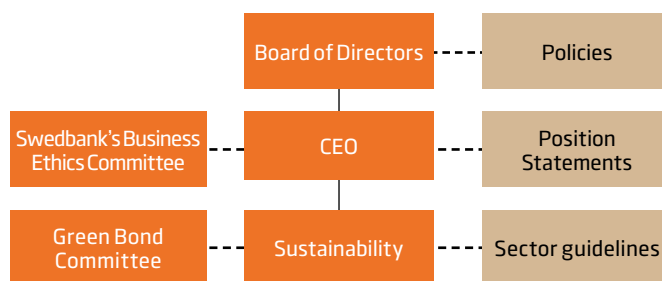 Board of Directors
Policies
Swedbank's Business
Ethics Committee
CEO
Position
Statements
Green Bond
Committee
Sustainability
Sector guidelines